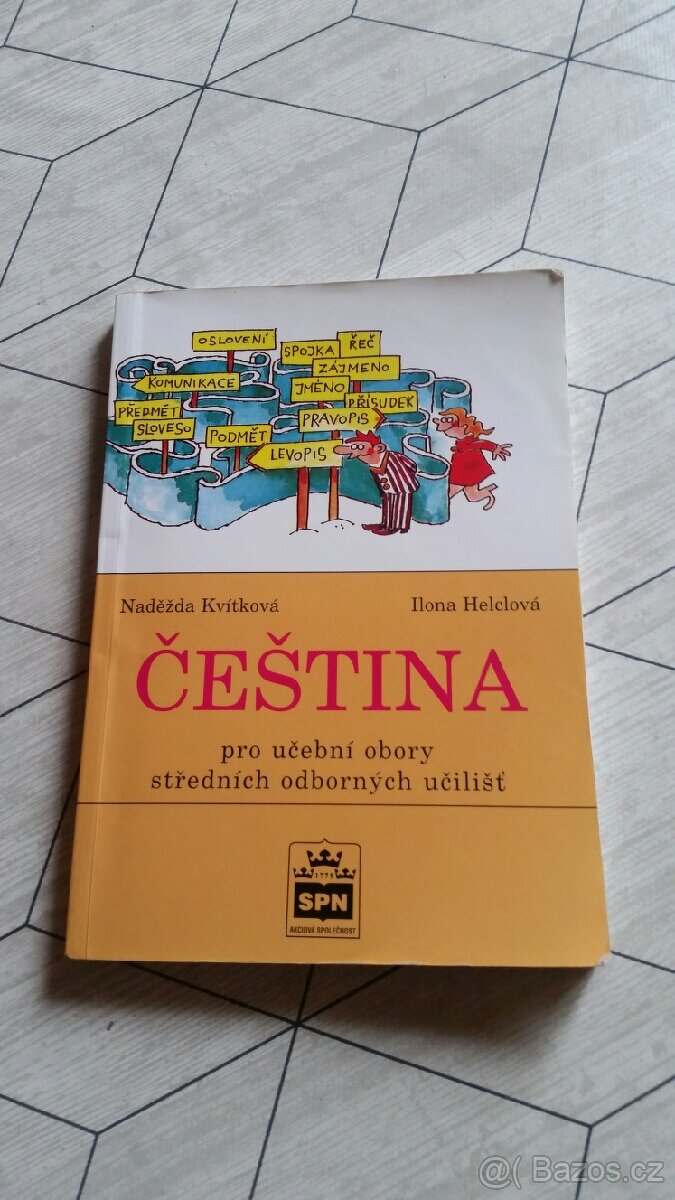 OSLOVENÍ
SPOJKA
ŘEČ
ZÁJMENO
KOMUNIKACE
JMÉNO
PŘÍSUDEK
PŘEDMĚT
PRAVOPIS
SLOVESO
PODMĚT
LEVOPIS
Naděžda Kvítková Ilona Helclová
ČEŠTINA
pro učební obory
středních odborných učilišť
1775
SPN
AKCIOVÁ SPOLEČNOST
@( Bazos.cz